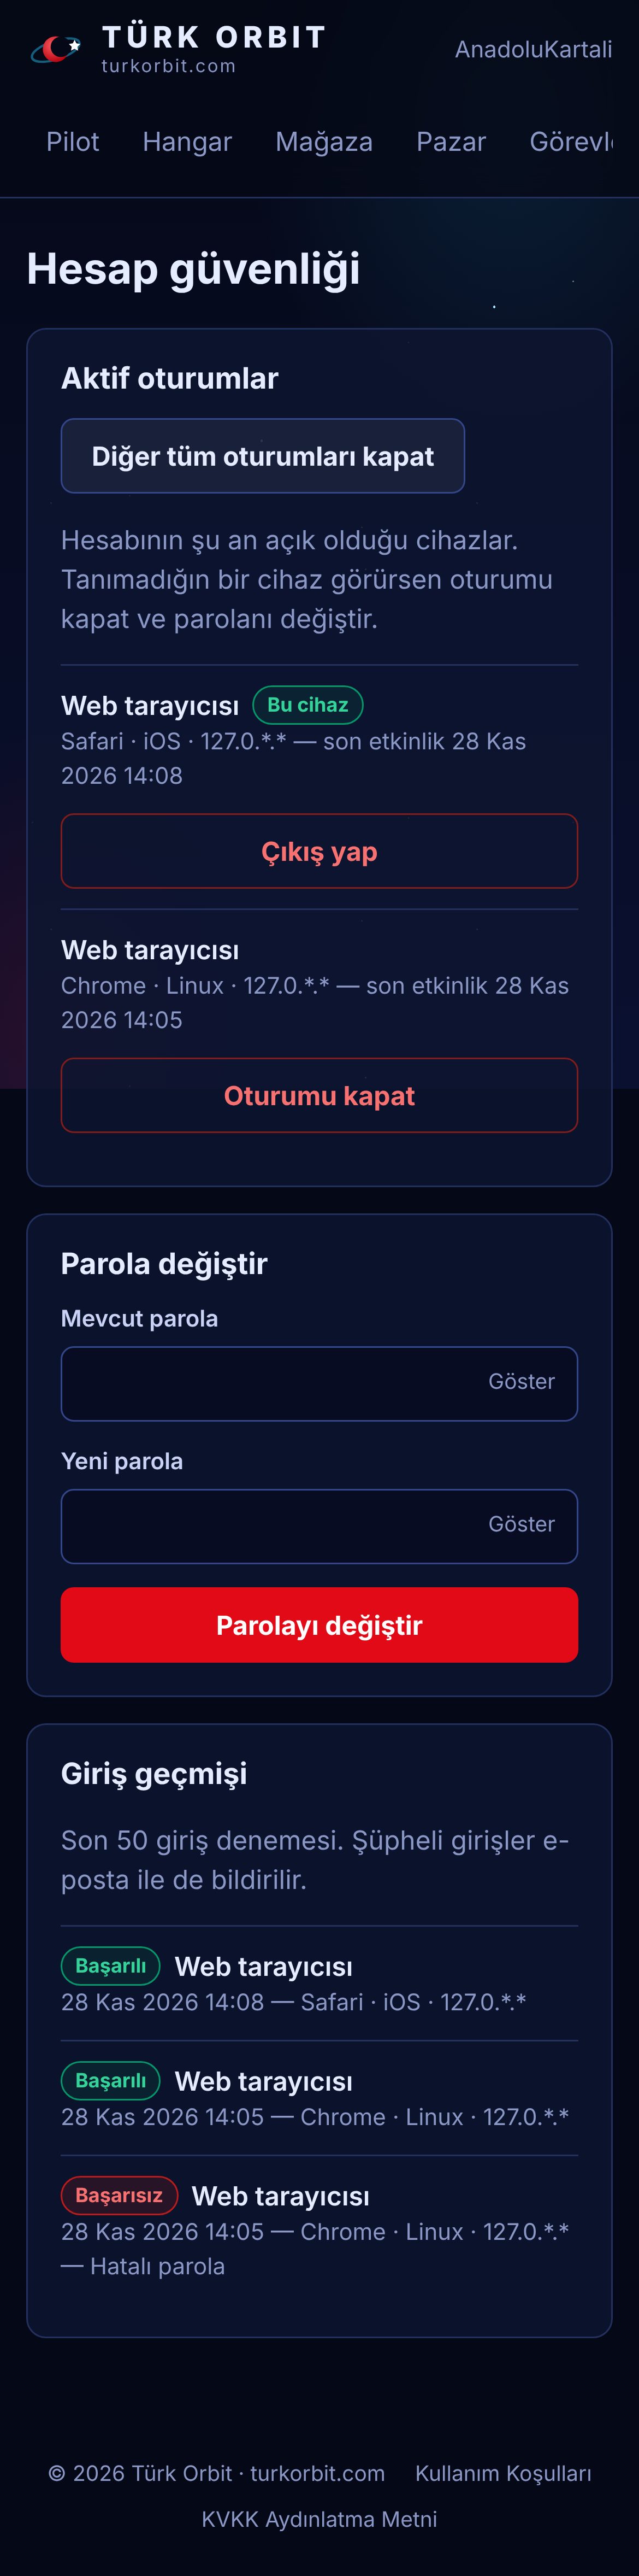 TÜRK ORBIT
turkorbit.com
AnadoluKartali
Pilot Hangar Mağaza Pazar Görevl
Hesap güvenliği
Aktif oturumlar
Diğer tüm oturumları kapat
Hesabının şu an açık olduğu cihazlar.
Tanımadığın bir cihaz görürsen oturumu
kapat ve parolanı değiştir.
Web tarayıcısı Bu cihaz
Safari · iOS · 127.0.*.* — son etkinlik 28 Kas
2026 14:08
Çıkış yap
Web tarayıcısı
Chrome · Linux · 127.0.*.* — son etkinlik 28 Kas
2026 14:05
Oturumu kapat
Parola değiştir
Mevcut parola
Göster
Yeni parola
Göster
Parolayı değiştir
Giriş geçmişi
Son 50 giriş denemesi. Şüpheli girişler e-
posta ile de bildirilir.
Başarılı Web tarayıcısı
28 Kas 2026 14:08 — Safari · iOS · 127.0.*.*
Başarılı Web tarayıcısı
28 Kas 2026 14:05 — Chrome · Linux · 127.0.*.*
Başarısız Web tarayıcısı
28 Kas 2026 14:05 — Chrome · Linux · 127.0.*.*
— Hatalı parola
© 2026 Türk Orbit · turkorbit.com Kullanım Koşulları
KVKK Aydınlatma Metni